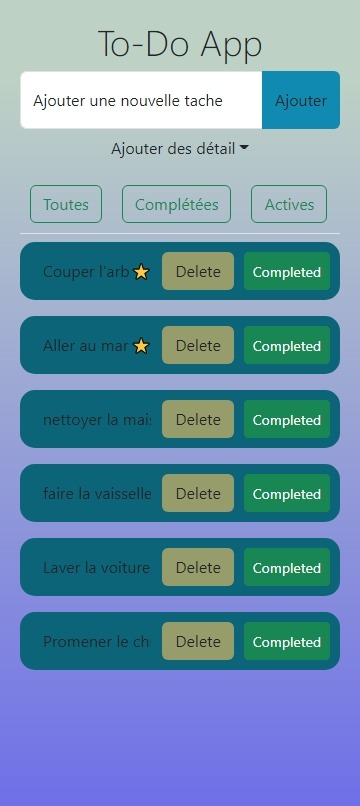 To-Do App
Ajouter une nouvelle tache Ajouter
Ajouter des détail
Toutes Complétées Actives
Couper l'arb Delete Completed
Aller au mar Delete Completed
nettoyer la mais Delete Completed
faire la vaisselle Delete Completed
Laver la voiture Delete Completed
Promener le ch Delete Completed